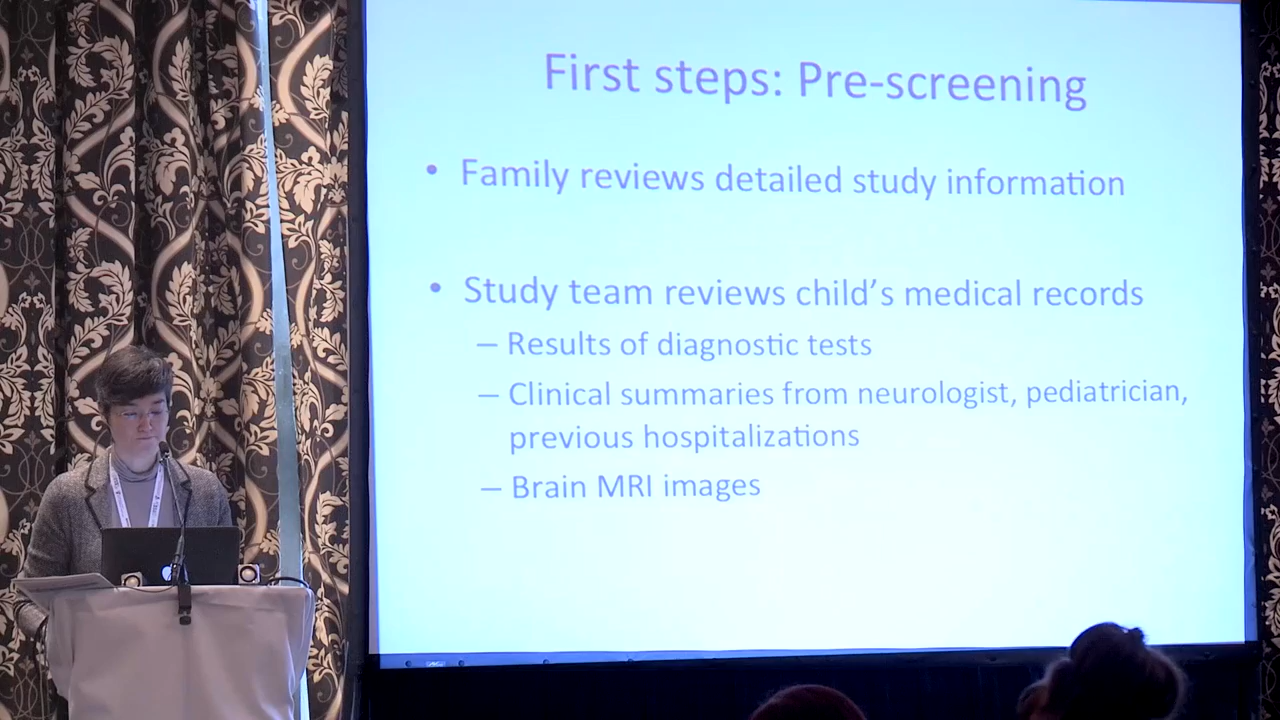 First steps: Pre-screening
• Family reviews detailed study information
• Study team reviews child’s medical records
– Results of diagnostic tests
– Clinical summaries from neurologist, pediatrician,
previous hospitalizations
– Brain MRI images